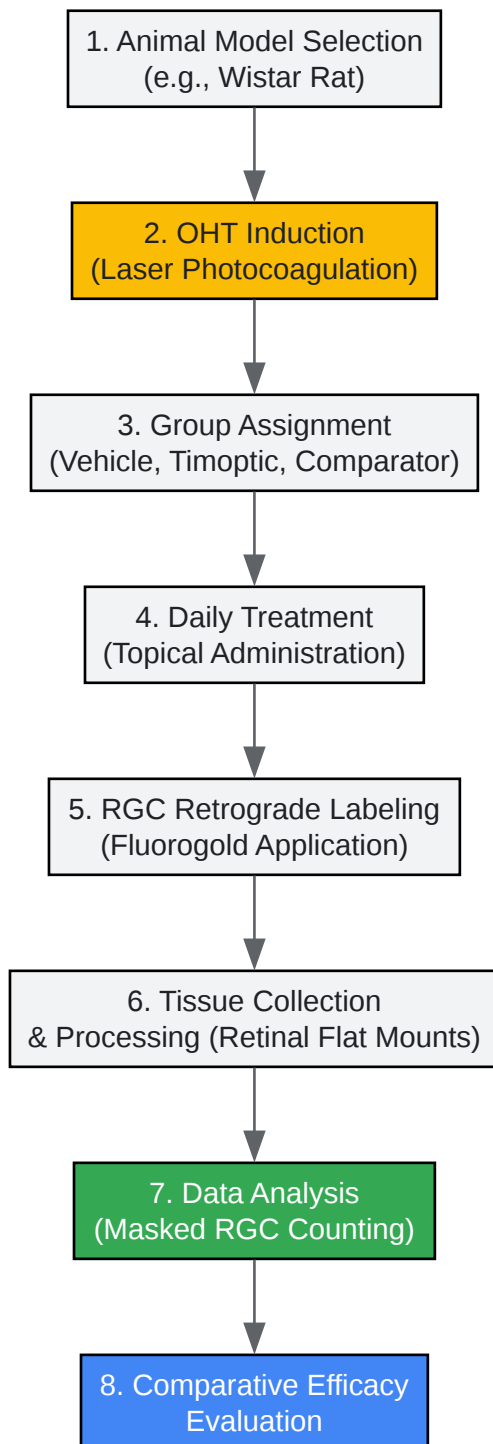 1. Animal Model Selection
(e.g., Wistar Rat)
2. OHT Induction
(Laser Photocoagulation)
3. Group Assignment
(Vehicle, Timoptic, Comparator)
4. Daily Treatment
(Topical Administration)
5. RGC Retrograde Labeling
(Fluorogold Application)
6. Tissue Collection
& Processing (Retinal Flat Mounts)
7. Data Analysis
(Masked RGC Counting)
8. Comparative Efficacy
Evaluation